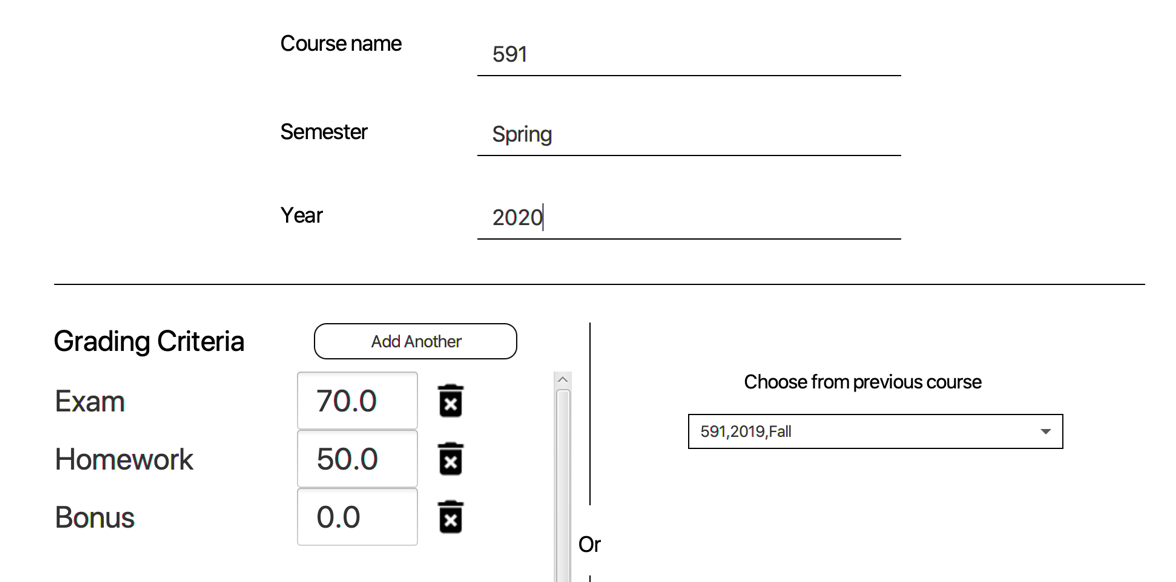 Course name
591
Semester
Spring
Year
2020
Grading Criteria
Add Another
Exam
70.0
Homework
50.0
Bonus
0.0
Or
Choose from previous course
591,2019,Fall